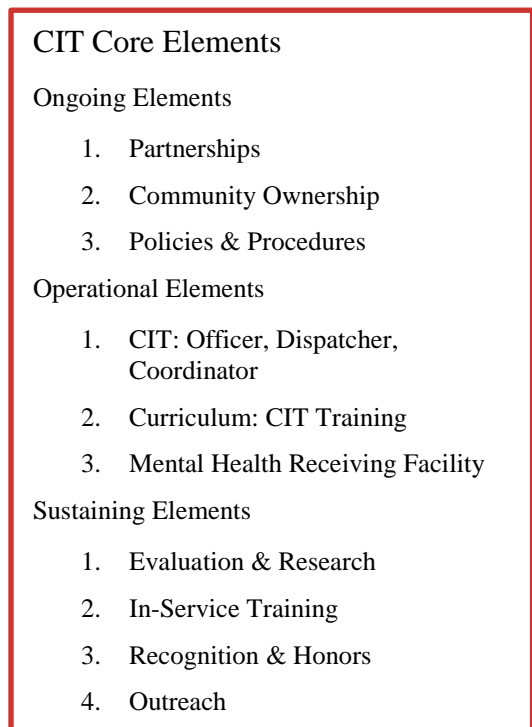 CIT Core Elements
Ongoing Elements
1. Partnerships
2. Community Ownership
3. Policies & Procedures
Operational Elements
1. CIT: Officer, Dispatcher,
Coordinator
2. Curriculum: CIT Training
3. Mental Health Receiving Facility
Sustaining Elements
1. Evaluation & Research
2. In-Service Training
3. Recognition & Honors
4. Outreach